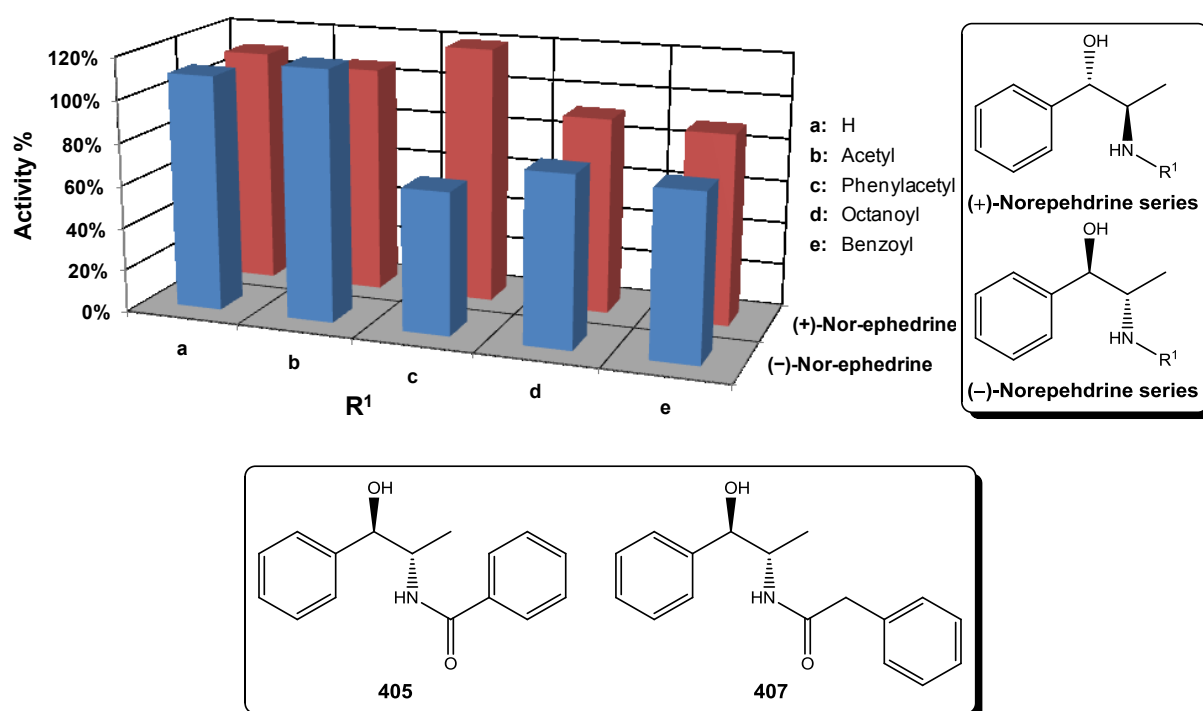 120%
100%
80%
60%
40%
20%
0%
Activity %
a
b
c
d
e
R¹
(+)-Nor-ephedrine
(−)-Nor-ephedrine
a: H
b: Acetyl
c: Phenylacetyl
d: Octanoyl
e: Benzoyl
OH
HN
R¹
(+)-Norepehdrine series
OH
HN
R¹
(−)-Norepehdrine series
OH
HN
O
405
OH
HN
O
407